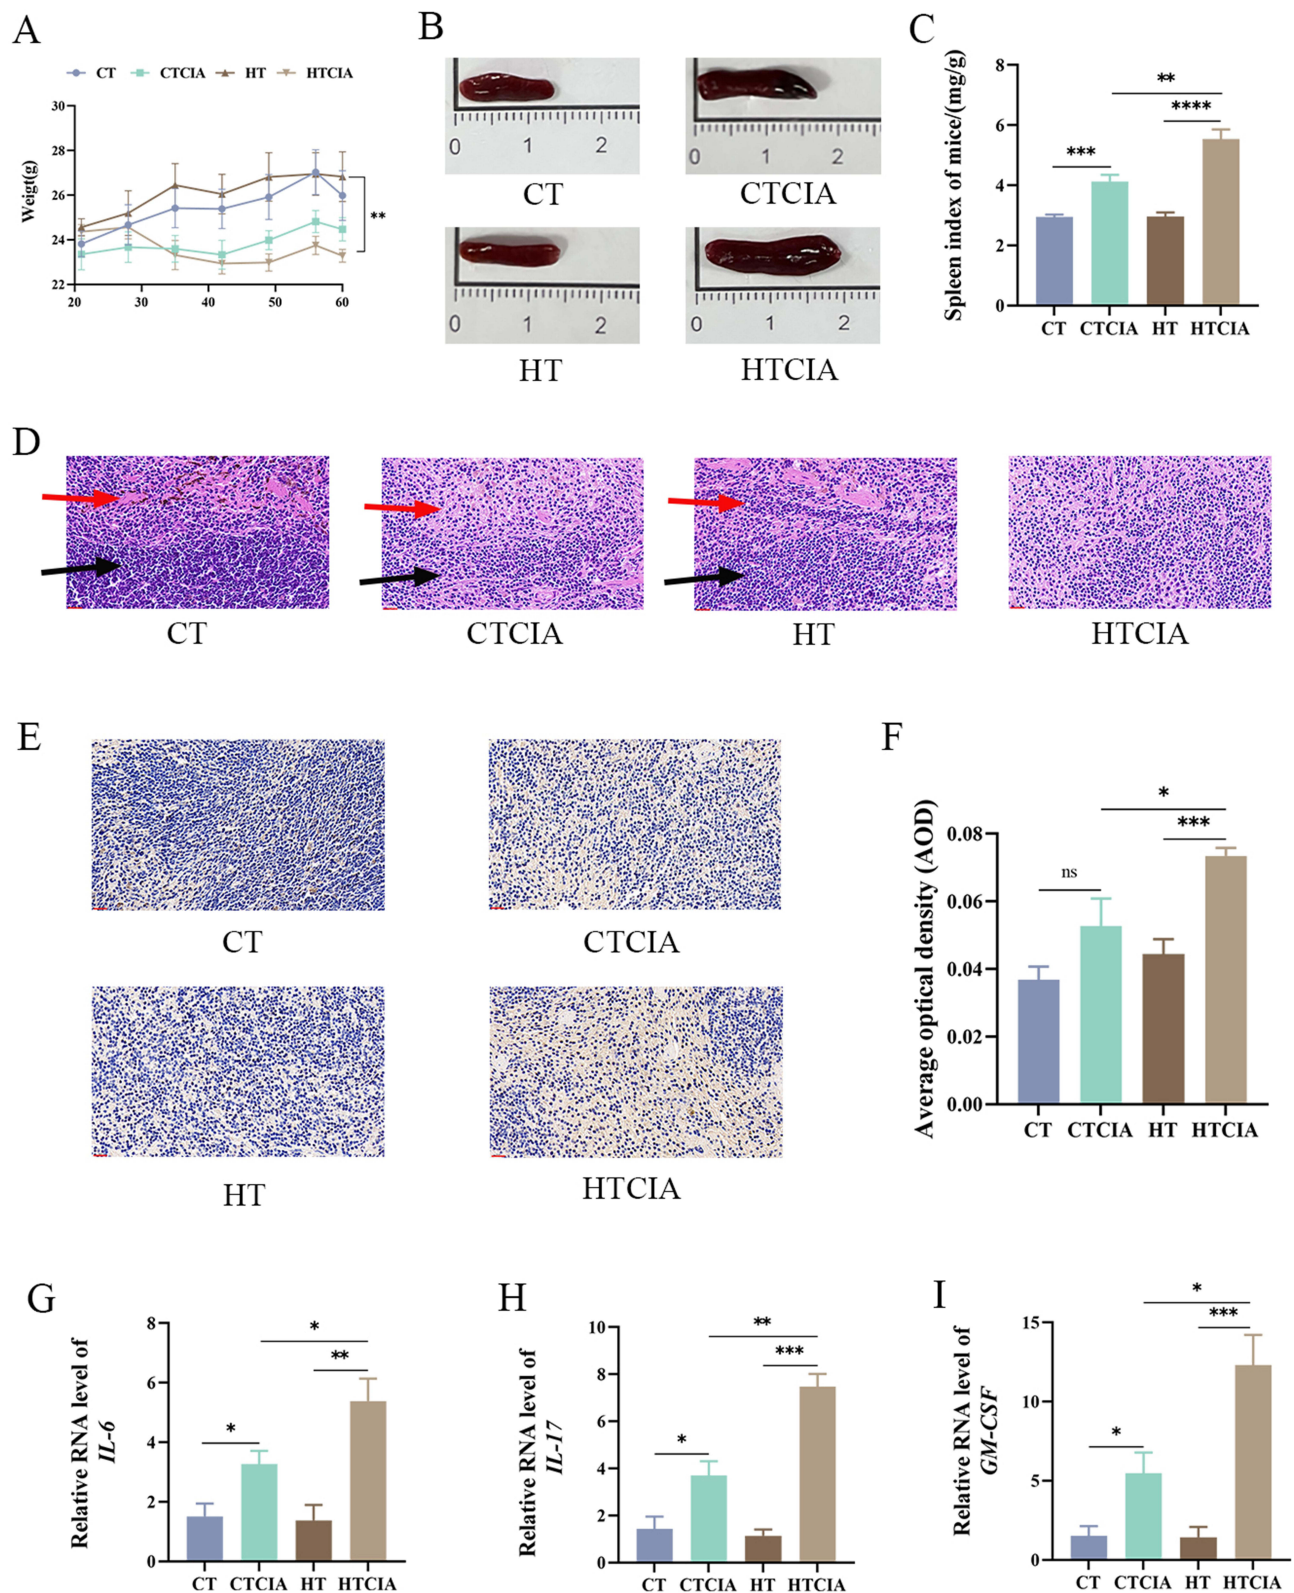 A
CT CTCIA HT HTCIA
30
28
26
24
22
Weigt(g)
**
20 30 40 50 60
B
0 1 2
CT
0 1 2
CTCIA
0 1 2
HT
0 1 2
HTCIA
C
Spleen index of mice/(mg/g)
8
6
4
2
0
**
****
***
CT CTCIA HT HTCIA
D
CT CTCIA HT HTCIA
E
CT CTCIA
HT HTCIA
F
Average optical density (AOD)
0.08
0.06
0.04
0.02
0.00
*
***
ns
CT CTCIA HT HTCIA
G
Relative RNA level of
IL-6
8
6
4
2
0
*
**
*
CT CTCIA HT HTCIA
H
Relative RNA level of
IL-17
10
8
6
4
2
0
**
***
*
CT CTCIA HT HTCIA
I
Relative RNA level of
GM-CSF
15
10
5
0
*
***
*
CT CTCIA HT HTCIA